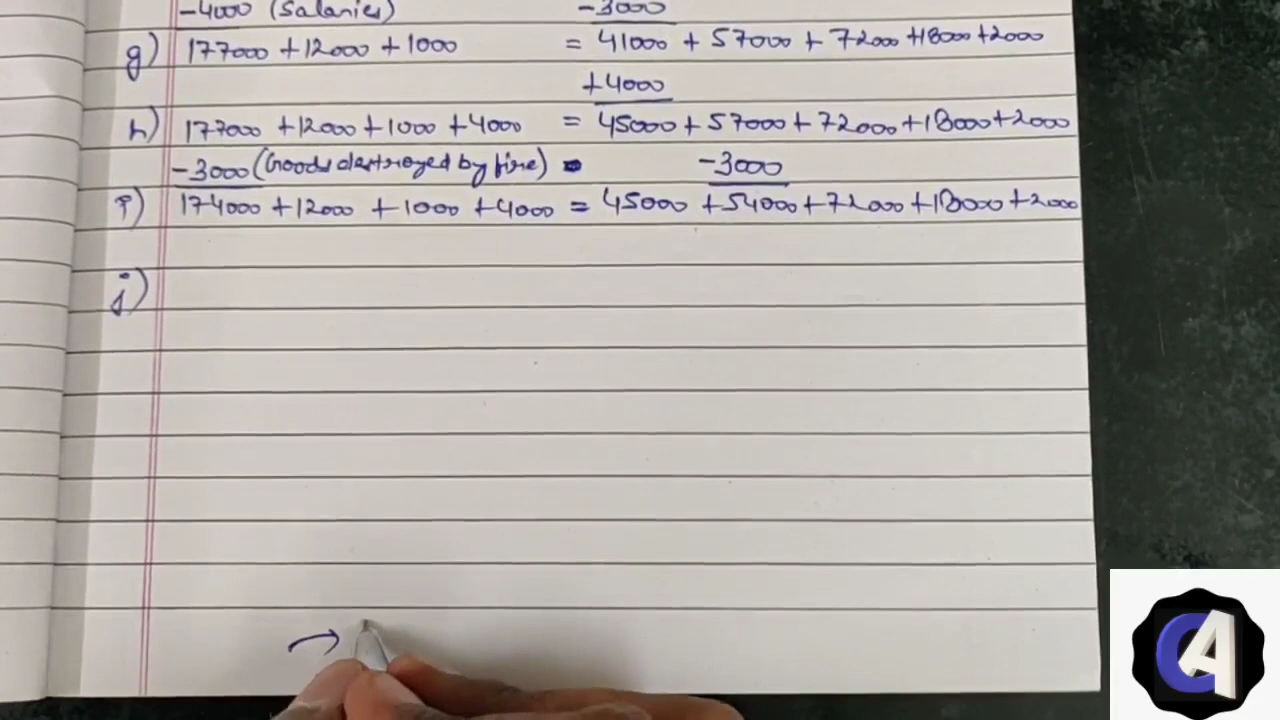 -4000 (Salaries) -3000
g) 177000 +12000 +1000 = 41000 + 57000 + 72000 +18000 +2000
+4000
h) 177000 +12000 +1000 +4000 = 45000 + 57000 + 72000 +18000 +2000
-3000 (Goods destroyed by fire) -3000
i) 174000 +12000 +1000 +4000 = 45000 +54000 +72000 +18000 +2000
j)
CA